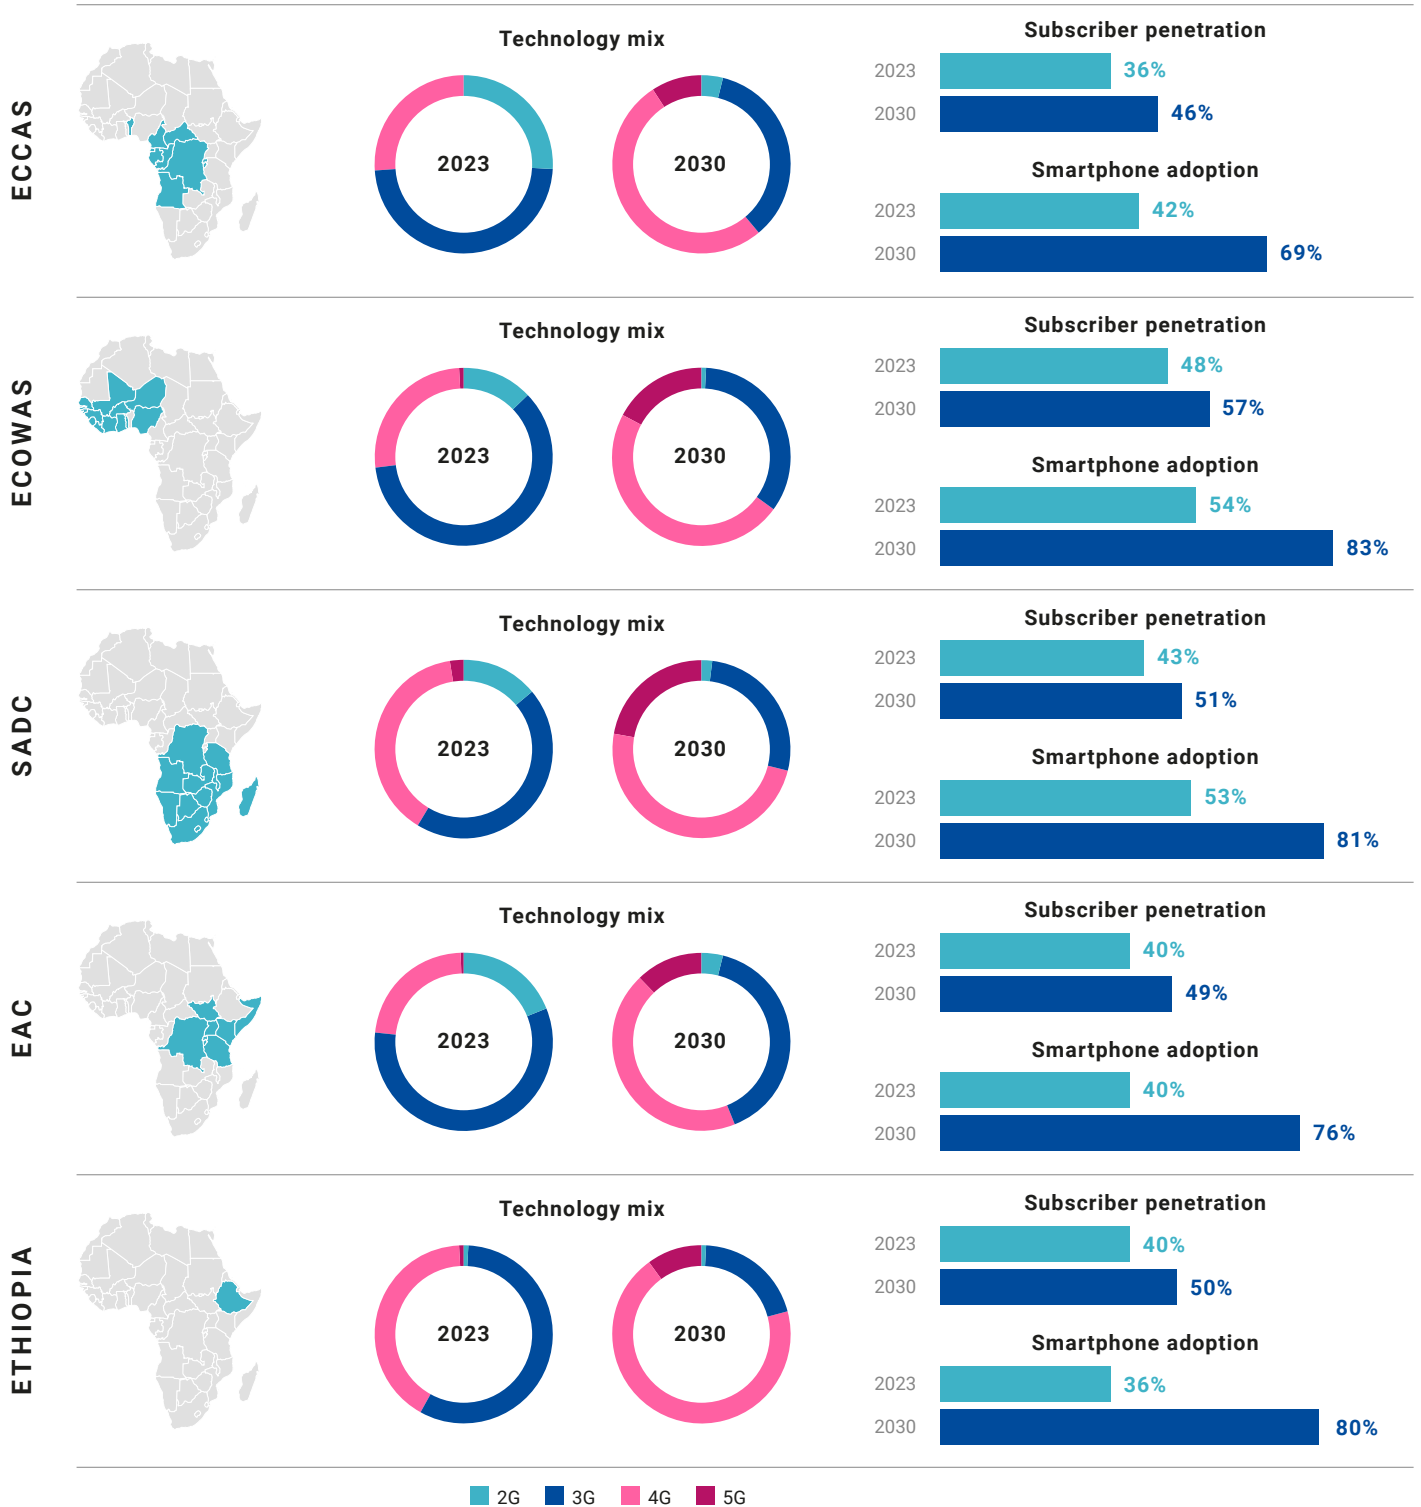 ECCAS
Technology mix
2023
2030
Subscriber penetration
2023 36%
2030 46%
Smartphone adoption
2023 42%
2030 69%
ECOWAS
Technology mix
2023
2030
Subscriber penetration
2023 48%
2030 57%
Smartphone adoption
2023 54%
2030 83%
SADC
Technology mix
2023
2030
Subscriber penetration
2023 43%
2030 51%
Smartphone adoption
2023 53%
2030 81%
EAC
Technology mix
2023
2030
Subscriber penetration
2023 40%
2030 49%
Smartphone adoption
2023 40%
2030 76%
ETHIOPIA
Technology mix
2023
2030
Subscriber penetration
2023 40%
2030 50%
Smartphone adoption
2023 36%
2030 80%
2G 3G 4G 5G